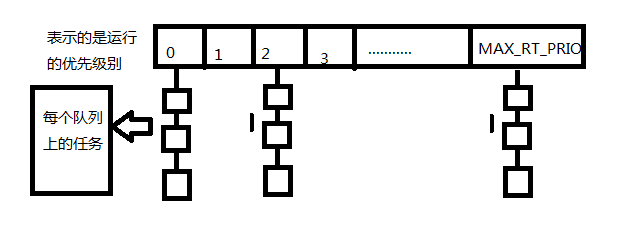 表示的是运行
的优先级别
0 1 2 3 ............ MAX_RT_PRIO
每个队列
上的任务